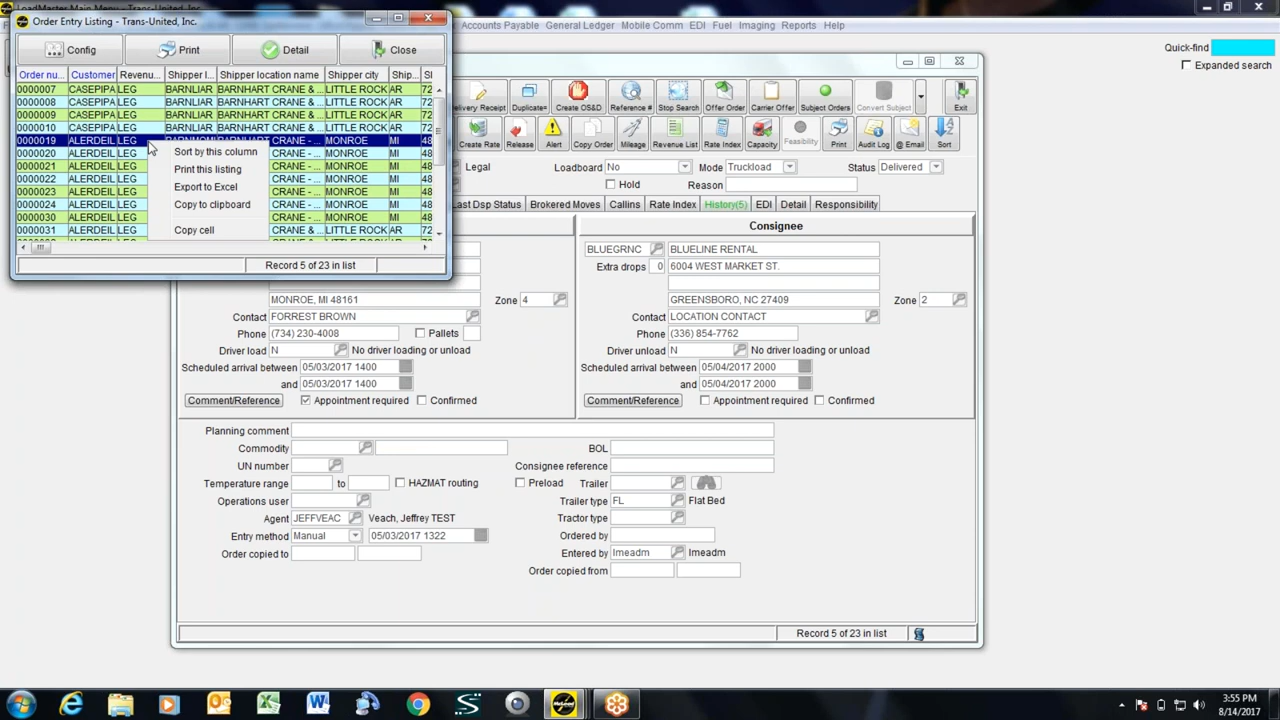 LoadMaster Main Menu - Trans-United, Inc.
Order Entry Listing - Trans-United, Inc.
Accounts Payable General Ledger Mobile Comm EDI Fuel Imaging Reports Help
Quick-find
Expanded search
Config Print Detail Close
Order nu... Customer Revenu... Shipper l... Shipper location name Shipper city Ship... SI
0000007 CASEPIPA LEG BARNLIAR BARNHART CRANE & ... LITTLE ROCK AR 72
0000008 CASEPIPA LEG BARNLIAR BARNHART CRANE & ... LITTLE ROCK AR 72
0000009 CASEPIPA LEG BARNLIAR BARNHART CRANE & ... LITTLE ROCK AR 72
0000010 CASEPIPA LEG BARNLIAR BARNHART CRANE & ... LITTLE ROCK AR 72
0000019 ALERDEIL LEG CRANE - ... MONROE MI 48
0000020 ALERDEIL LEG CRANE - ... MONROE MI 48
0000021 ALERDEIL LEG CRANE - ... MONROE MI 48
0000022 ALERDEIL LEG CRANE - ... MONROE MI 48
0000023 ALERDEIL LEG CRANE - ... MONROE MI 48
0000024 ALERDEIL LEG CRANE - ... MONROE MI 48
0000030 ALERDEIL LEG CRANE - ... MONROE MI 48
0000031 ALERDEIL LEG CRANE & ... LITTLE ROCK AR 72
Sort by this column
Print this listing
Export to Excel
Copy to clipboard
Copy cell
Record 5 of 23 in list
Delivery Receipt Duplicate= Create OS&D Reference # Stop Search Offer Order Carrier Offer Subject Orders Convert Subject Exit
Create Rate Release Alert Copy Order Mileage Revenue List Rate Index Capacity Feasibility Print Audit Log @ Email Sort
Legal Loadboard No Mode Truckload Status Delivered
Hold Reason
Last Dsp Status Brokered Moves Callins Rate Index History(5) EDI Detail Responsibility
Consignee
BLUEGRNC BLUELINE RENTAL
Extra drops 0 6004 WEST MARKET ST.
MONROE, MI 48161 Zone 4 GREENSBORO, NC 27409 Zone 2
Contact FORREST BROWN Contact LOCATION CONTACT
Phone (734) 230-4008 Pallets Phone (336) 854-7762
Driver load N No driver loading or unload Driver unload N No driver loading or unload
Scheduled arrival between 05/03/2017 1400 Scheduled arrival between 05/04/2017 2000
and 05/03/2017 1400 and 05/04/2017 2000
Comment/Reference Appointment required Confirmed Comment/Reference Appointment required Confirmed
Planning comment
Commodity BOL
UN number Consignee reference
Temperature range to HAZMAT routing Preload Trailer
Operations user Trailer type FL Flat Bed
Agent JEFFVEAC Veach, Jeffrey TEST Tractor type
Entry method Manual 05/03/2017 1322 Ordered by
Order copied to Entered by lmeadm lmeadm
Order copied from
Record 5 of 23 in list
3:55 PM
8/14/2017